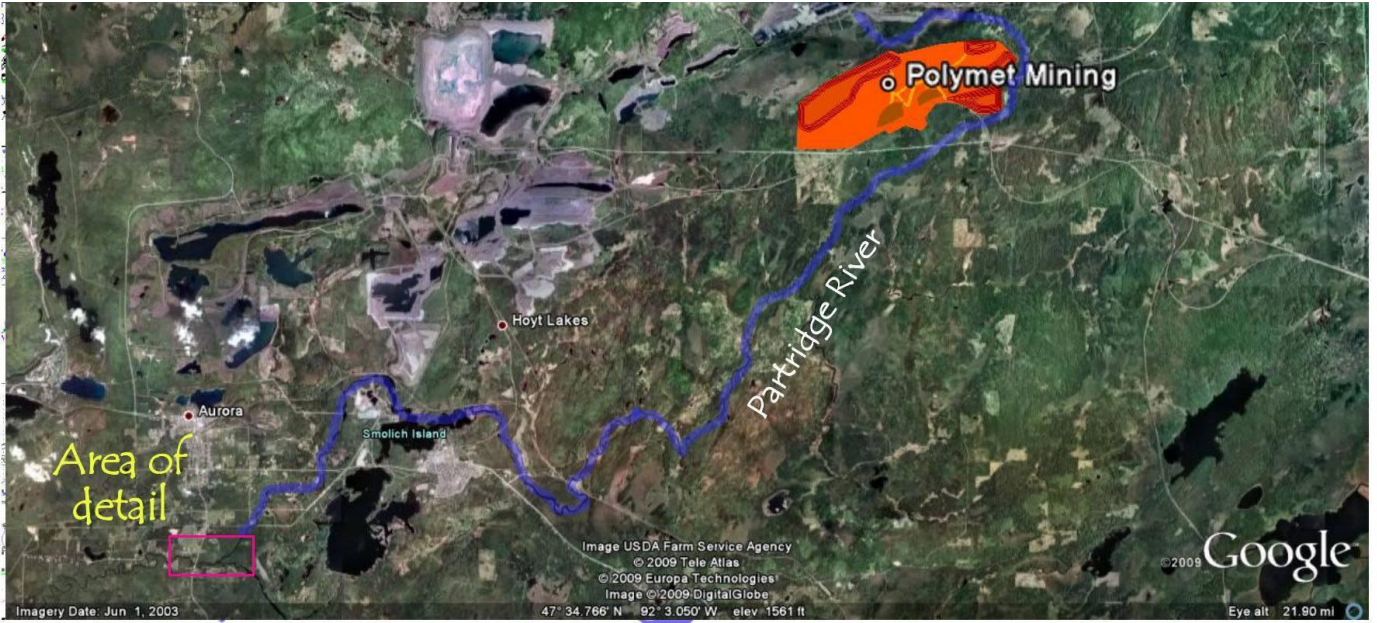 Polymet Mining
Partridge River
Hoyt Lakes
Aurora
Smolich Island
Area of
detail
Image USDA Farm Service Agency
© 2009 Tele Atlas
© 2009 Europa Technologies
Image © 2009 DigitalGlobe
©2009 Google
Imagery Date: Jun 1, 2003
47° 34.766' N 92° 3.050' W elev 1561 ft
Eye alt 21.90 mi